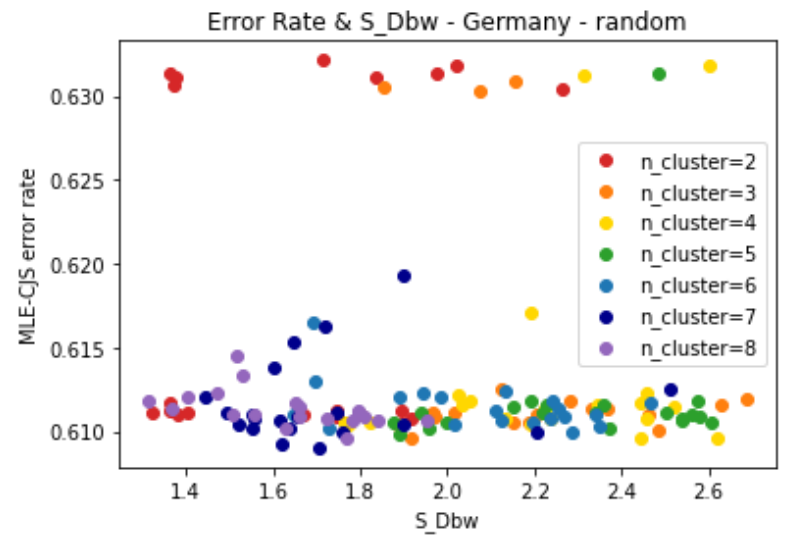 Error Rate & S_Dbw - Germany - random
MLE-CJS error rate
0.630
0.625
0.620
0.615
0.610
n_cluster=2
n_cluster=3
n_cluster=4
n_cluster=5
n_cluster=6
n_cluster=7
n_cluster=8
1.4 1.6 1.8 2.0 2.2 2.4 2.6
S_Dbw